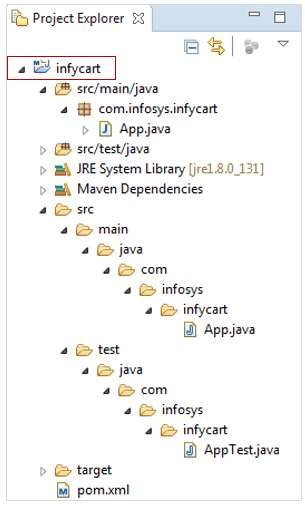 Project Explorer
infycart
src/main/java
com.infosys.infycart
App.java
src/test/java
JRE System Library [jre1.8.0_131]
Maven Dependencies
src
main
java
com
infosys
infycart
App.java
test
java
com
infosys
infycart
AppTest.java
target
pom.xml